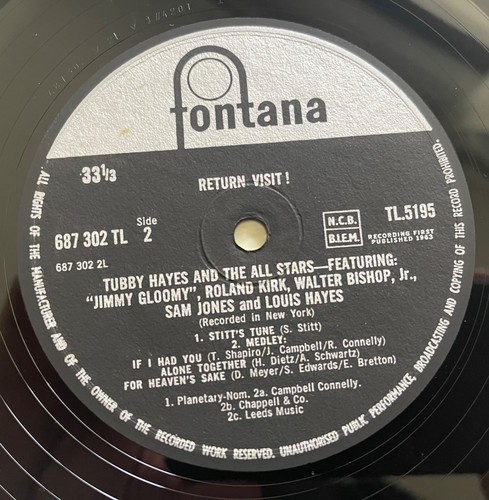 fontana
33⅓
RETURN VISIT!
687 302 TL
Side
2
N.C.B.
B.I.E.M.
TL.5195
RECORDING FIRST
PUBLISHED 1963
687 302 2L
TUBBY HAYES AND THE ALL STARS—FEATURING:
"JIMMY GLOOMY", ROLAND KIRK, WALTER BISHOP, Jr.,
SAM JONES and LOUIS HAYES
(Recorded in New York)
1. STITT'S TUNE (S. Stitt)
2. MEDLEY:
IF I HAD YOU (T. Shapiro/J. Campbell/R. Connelly)
ALONE TOGETHER (H. Dietz/A. Schwartz)
FOR HEAVEN'S SAKE (D. Meyer/S. Edwards/E. Bretton)
1. Planetary-Nom. 2a. Campbell Connelly.
2b. Chappell & Co.
2c. Leeds Music
ALL RIGHTS OF THE MANUFACTURER AND OF THE OWNER OF THE RECORDED WORK RESERVED. UNAUTHORISED PUBLIC PERFORMANCE, BROADCASTING AND COPYING OF THIS RECORD PROHIBITED.